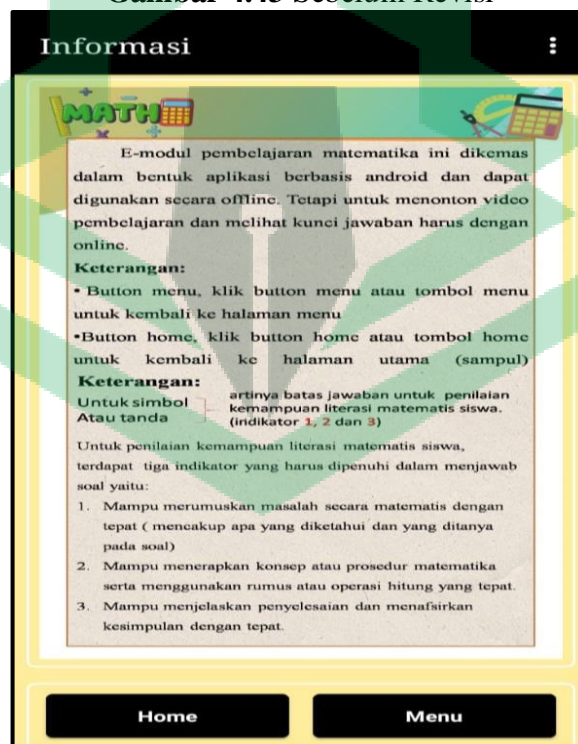 Gambar 4.43 Sebelum Revisi
Informasi
MATH
E-modul pembelajaran matematika ini dikemas
dalam bentuk aplikasi berbasis android dan dapat
digunakan secara offline. Tetapi untuk menonton video
pembelajaran dan melihat kunci jawaban harus dengan
online.
Keterangan:
• Button menu, klik button menu atau tombol menu
untuk kembali ke halaman menu
•Button home, klik button home atau tombol home
untuk kembali ke halaman utama (sampul)
Keterangan:
Untuk simbol
Atau tanda
artinya batas jawaban untuk penilaian
kemampuan literasi matematis siswa.
(indikator 1, 2 dan 3)
Untuk penilaian kemampuan literasi matematis siswa,
terdapat tiga indikator yang harus dipenuhi dalam menjawab
soal yaitu:
1. Mampu merumuskan masalah secara matematis dengan
tepat ( mencakup apa yang diketahui dan yang ditanya
pada soal)
2. Mampu menerapkan konsep atau prosedur matematika
serta menggunakan rumus atau operasi hitung yang tepat.
3. Mampu menjelaskan penyelesaian dan menafsirkan
kesimpulan dengan tepat.
Home
Menu